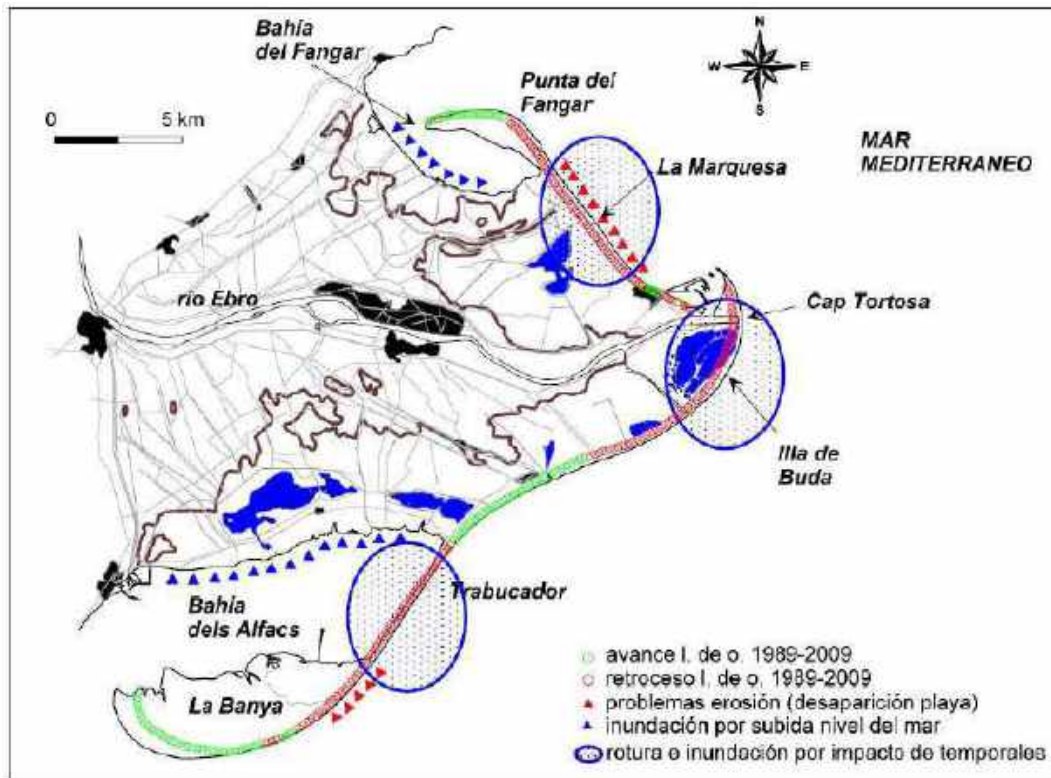 Bahía
del Fangar
Punta del
Fangar
N
W
E
S
0
5 km
MAR
MEDITERRANEO
La Marquesa
río Ebro
Cap Tortosa
Illa de
Buda
Trabucador
Bahía
dels Alfacs
La Banya
avance l. de o. 1989-2009
retroceso l. de o. 1989-2009
problemas erosión (desaparición playa)
inundación por subida nivel del mar
rotura e inundación por impacto de temporales